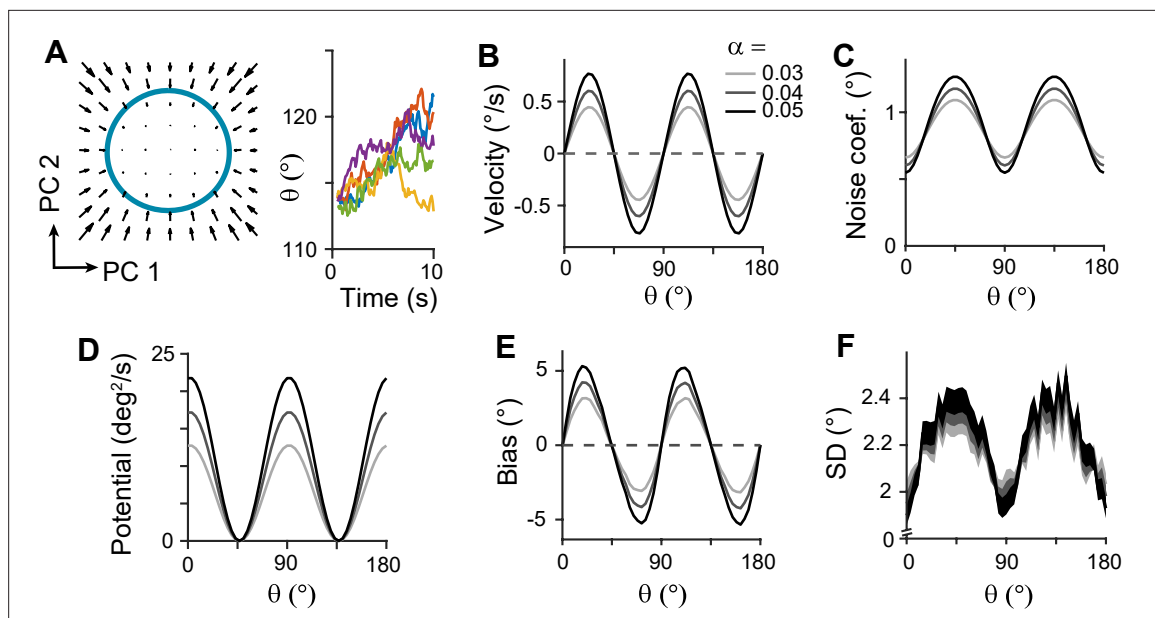 A
PC 2
PC 1
θ (°)
120
110
0
10
Time (s)
B
Velocity (°/s)
0.5
0
-0.5
0
90
180
θ (°)
α =
0.03
0.04
0.05
C
Noise coef. (°)
1
0
0
90
180
θ (°)
D
Potential (deg²/s)
25
0
0
90
180
θ (°)
E
Bias (°)
5
0
-5
0
90
180
θ (°)
F
SD (°)
2.4
2.2
2
0
0
90
180
θ (°)